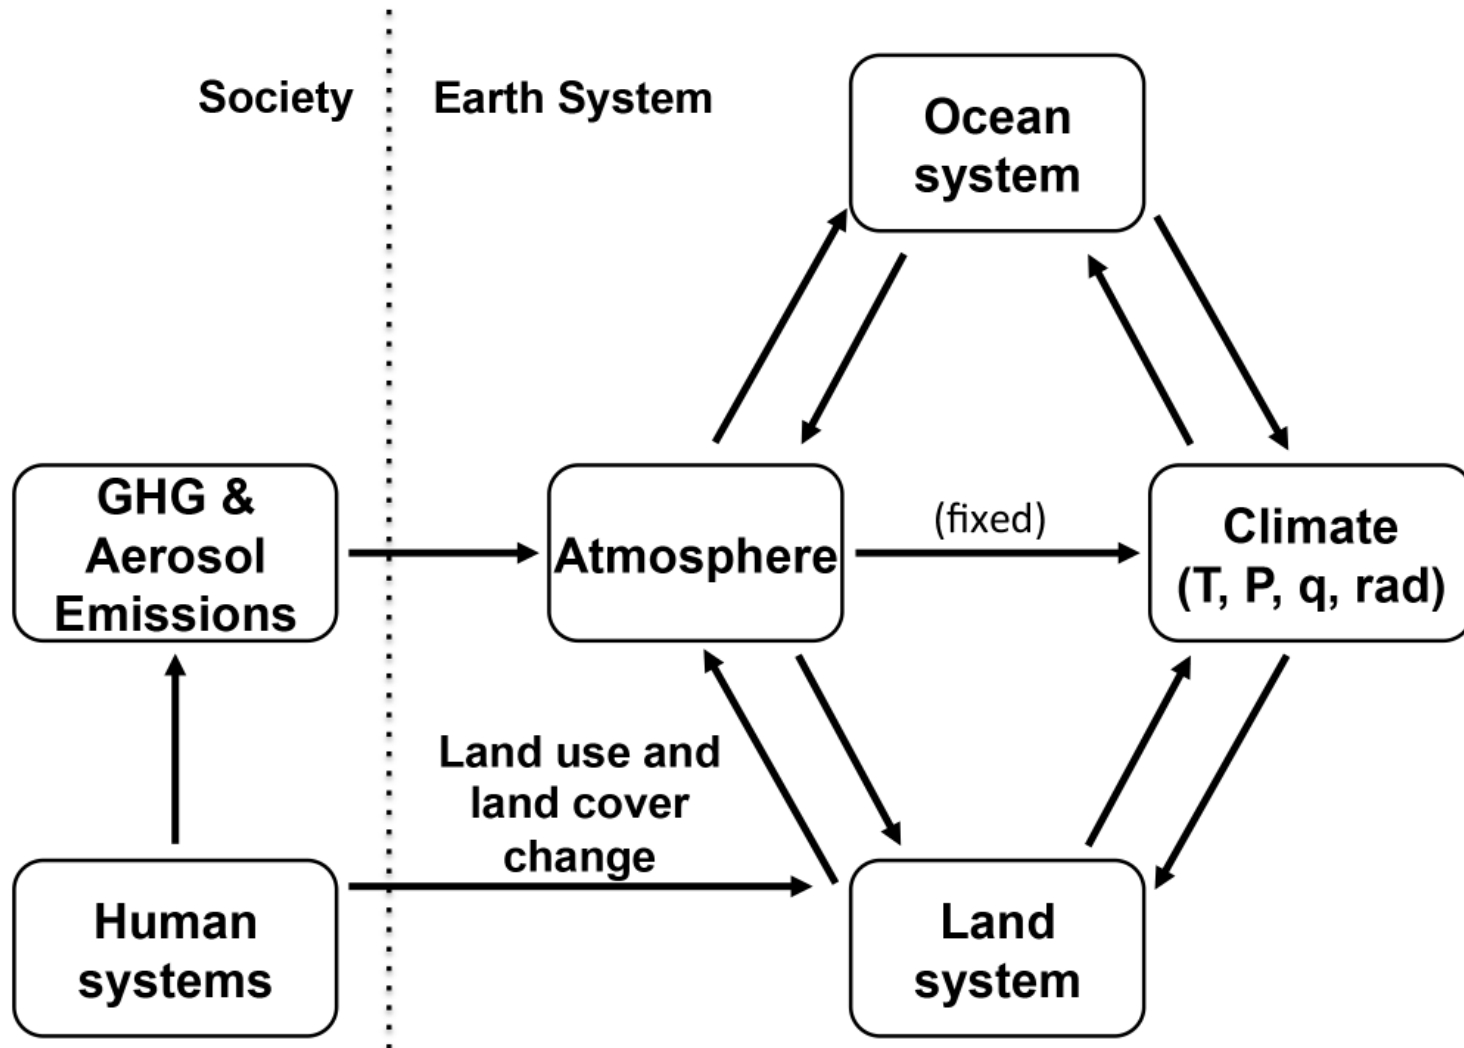 Society
Earth System
Ocean
system
GHG &
Aerosol
Emissions
Atmosphere
(fixed)
Climate
(T, P, q, rad)
Land use and
land cover
change
Human
systems
Land
system